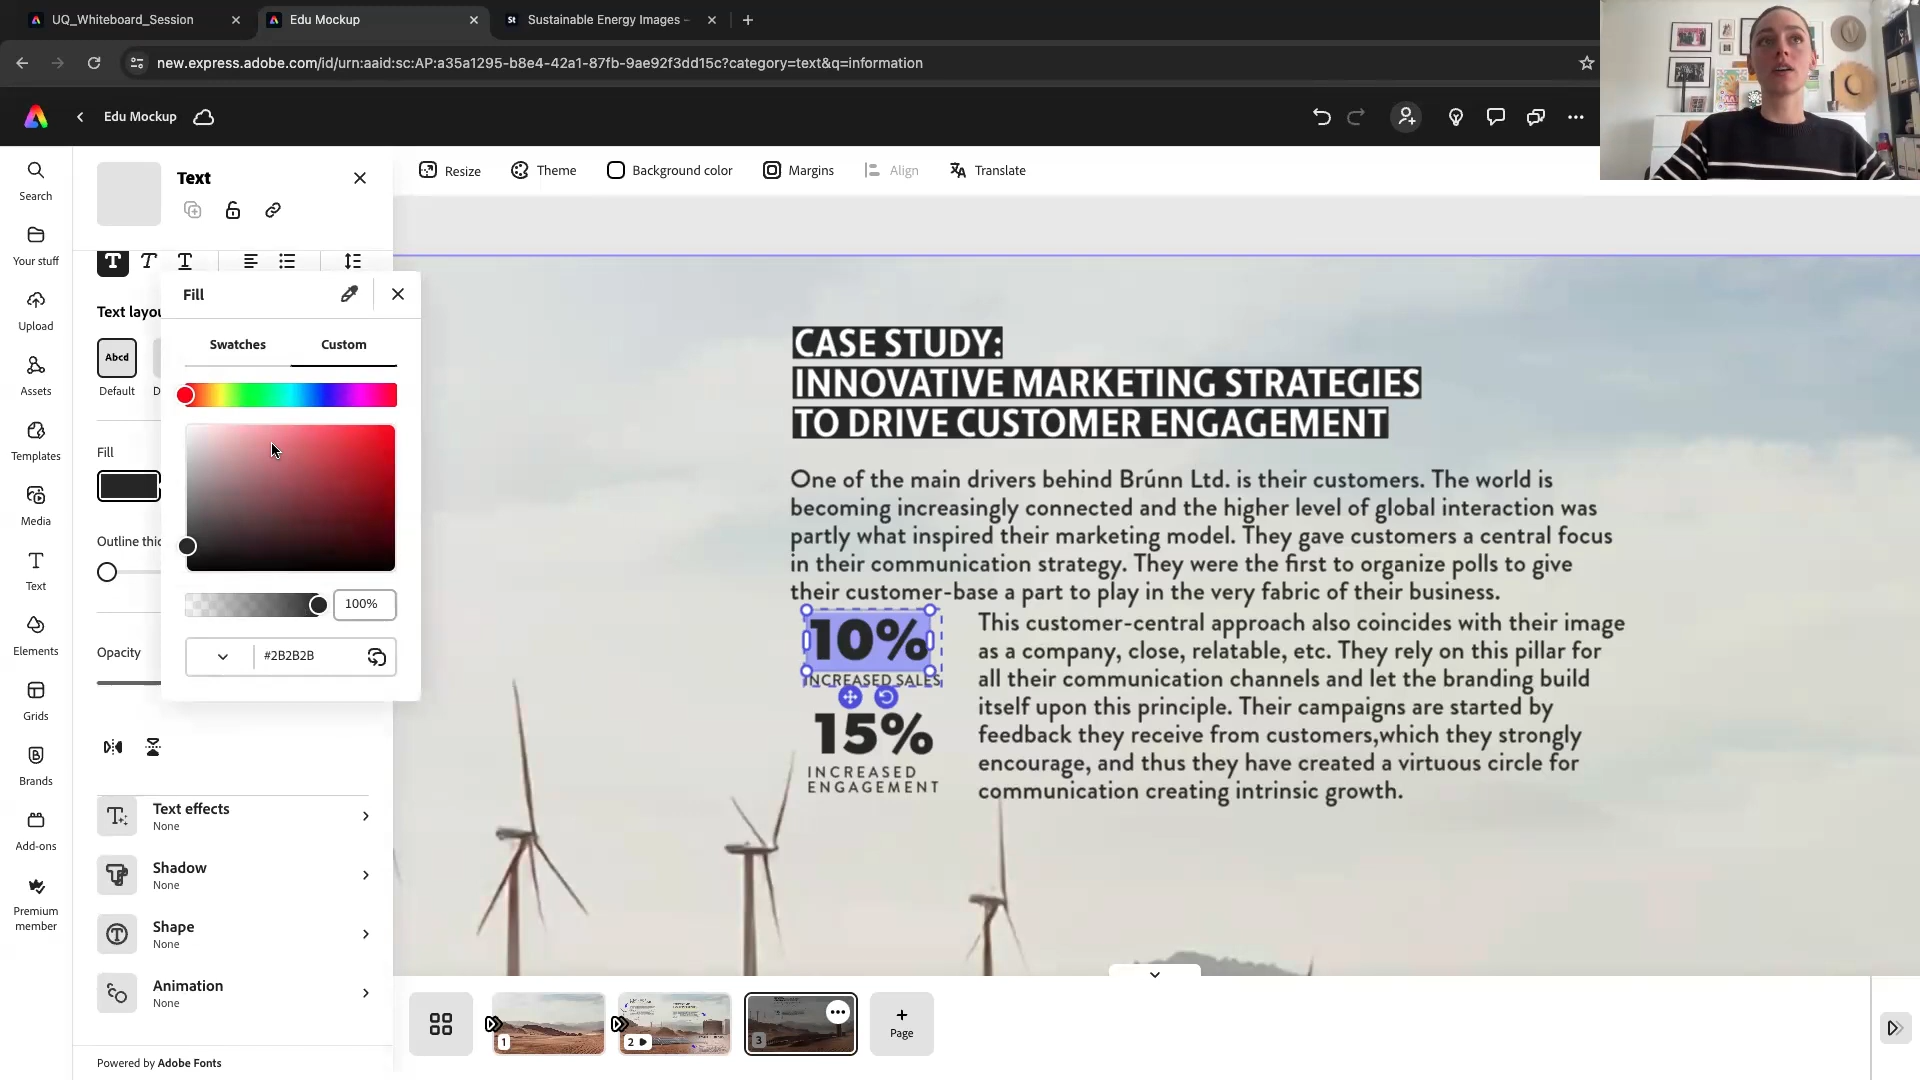 UQ_Whiteboard_Session
Edu Mockup
Sustainable Energy Images -
new.express.adobe.com/id/urn:aaid:sc:AP:a35a1295-b8e4-42a1-87fb-9ae92f3dd15c?category=text&q=information
Edu Mockup
Search
Your stuff
Upload
Assets
Templates
Media
Text
Elements
Grids
Brands
Add-ons
Premium
member
Text
Text layou
Abcd
Default
D
Fill
Outline thic
Opacity
Fill
Swatches
Custom
100%
#2B2B2B
Text effects
None
Shadow
None
Shape
None
Animation
None
Powered by Adobe Fonts
Resize
Theme
Background color
Margins
Align
Translate
CASE STUDY:
INNOVATIVE MARKETING STRATEGIES
TO DRIVE CUSTOMER ENGAGEMENT
One of the main drivers behind Brúnn Ltd. is their customers. The world is
becoming increasingly connected and the higher level of global interaction was
partly what inspired their marketing model. They gave customers a central focus
in their communication strategy. They were the first to organize polls to give
their customer-base a part to play in the very fabric of their business.
10%
INCREASED SALES
15%
INCREASED
ENGAGEMENT
This customer-central approach also coincides with their image
as a company, close, relatable, etc. They rely on this pillar for
all their communication channels and let the branding build
itself upon this principle. Their campaigns are started by
feedback they receive from customers,which they strongly
encourage, and thus they have created a virtuous circle for
communication creating intrinsic growth.
1
2
3
Page